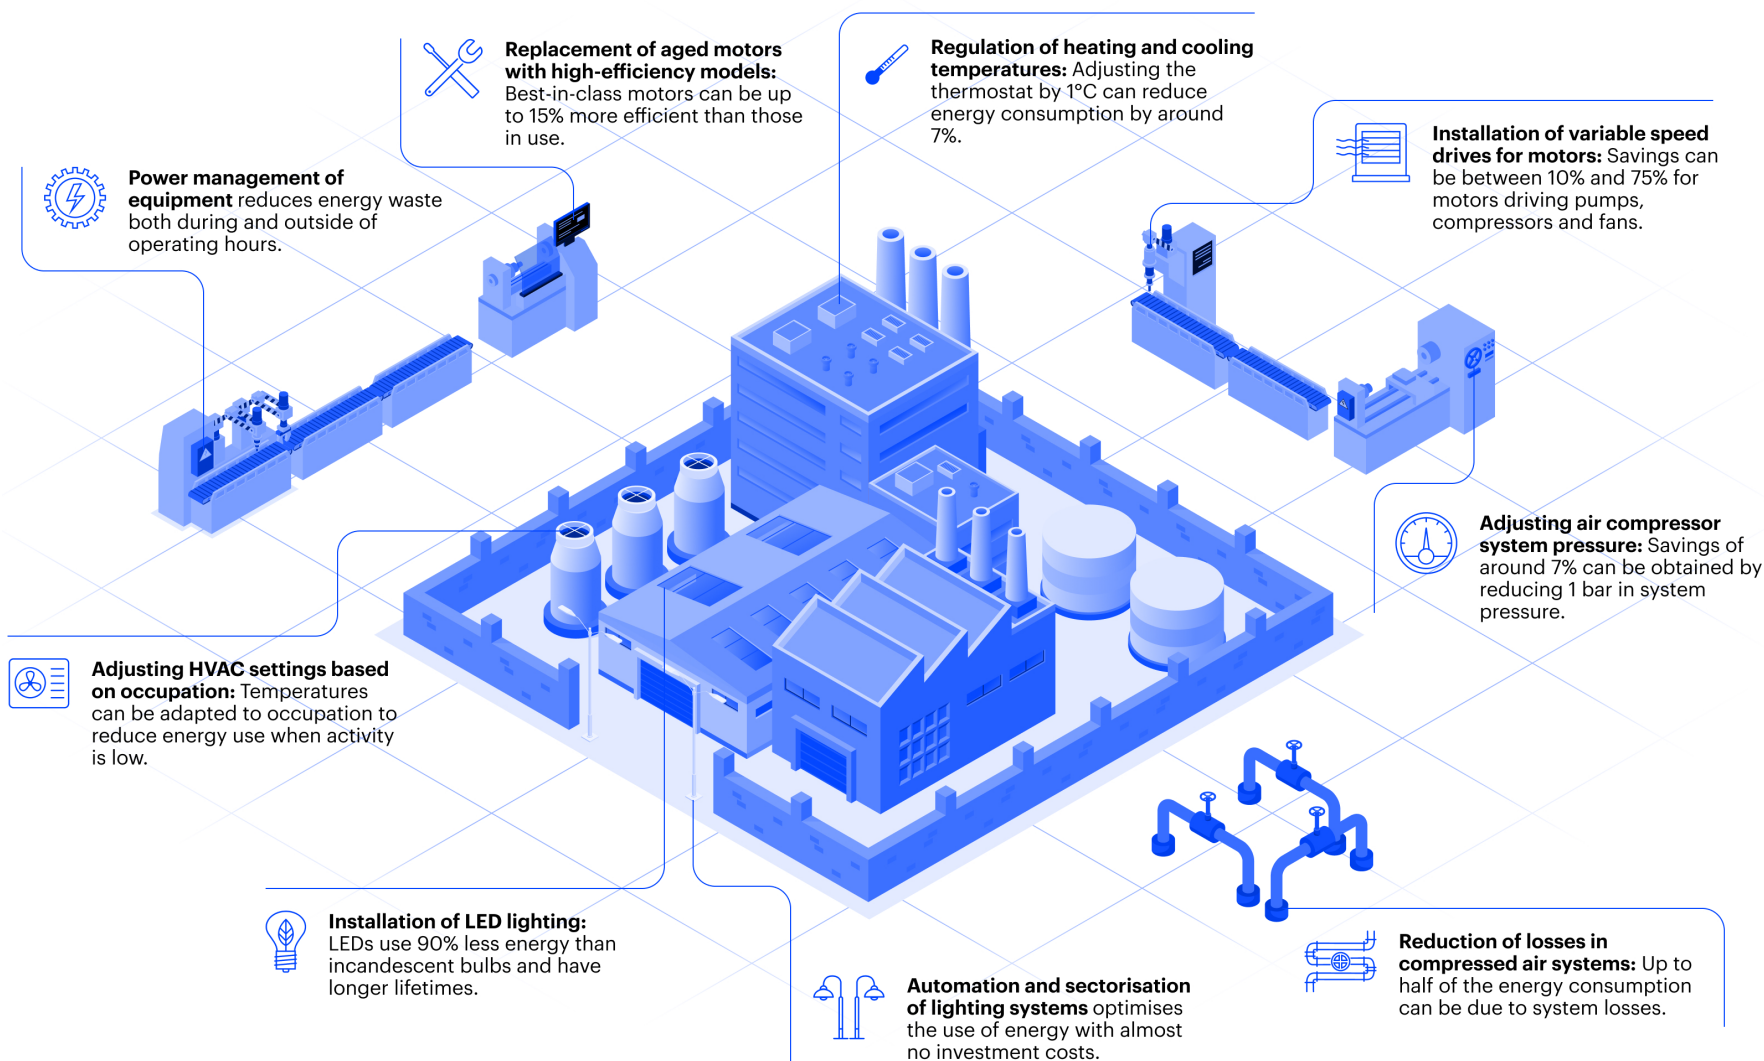 Replacement of aged motors
with high-efficiency models:
Best-in-class motors can be up
to 15% more efficient than those
in use.
Regulation of heating and cooling
temperatures: Adjusting the
thermostat by 1°C can reduce
energy consumption by around
7%.
Installation of variable speed
drives for motors: Savings can
be between 10% and 75% for
motors driving pumps,
compressors and fans.
Power management of
equipment reduces energy waste
both during and outside of
operating hours.
Adjusting air compressor
system pressure: Savings of
around 7% can be obtained by
reducing 1 bar in system
pressure.
Adjusting HVAC settings based
on occupation: Temperatures
can be adapted to occupation to
reduce energy use when activity
is low.
Installation of LED lighting:
LEDs use 90% less energy than
incandescent bulbs and have
longer lifetimes.
Automation and sectorisation
of lighting systems optimises
the use of energy with almost
no investment costs.
Reduction of losses in
compressed air systems: Up to
half of the energy consumption
can be due to system losses.